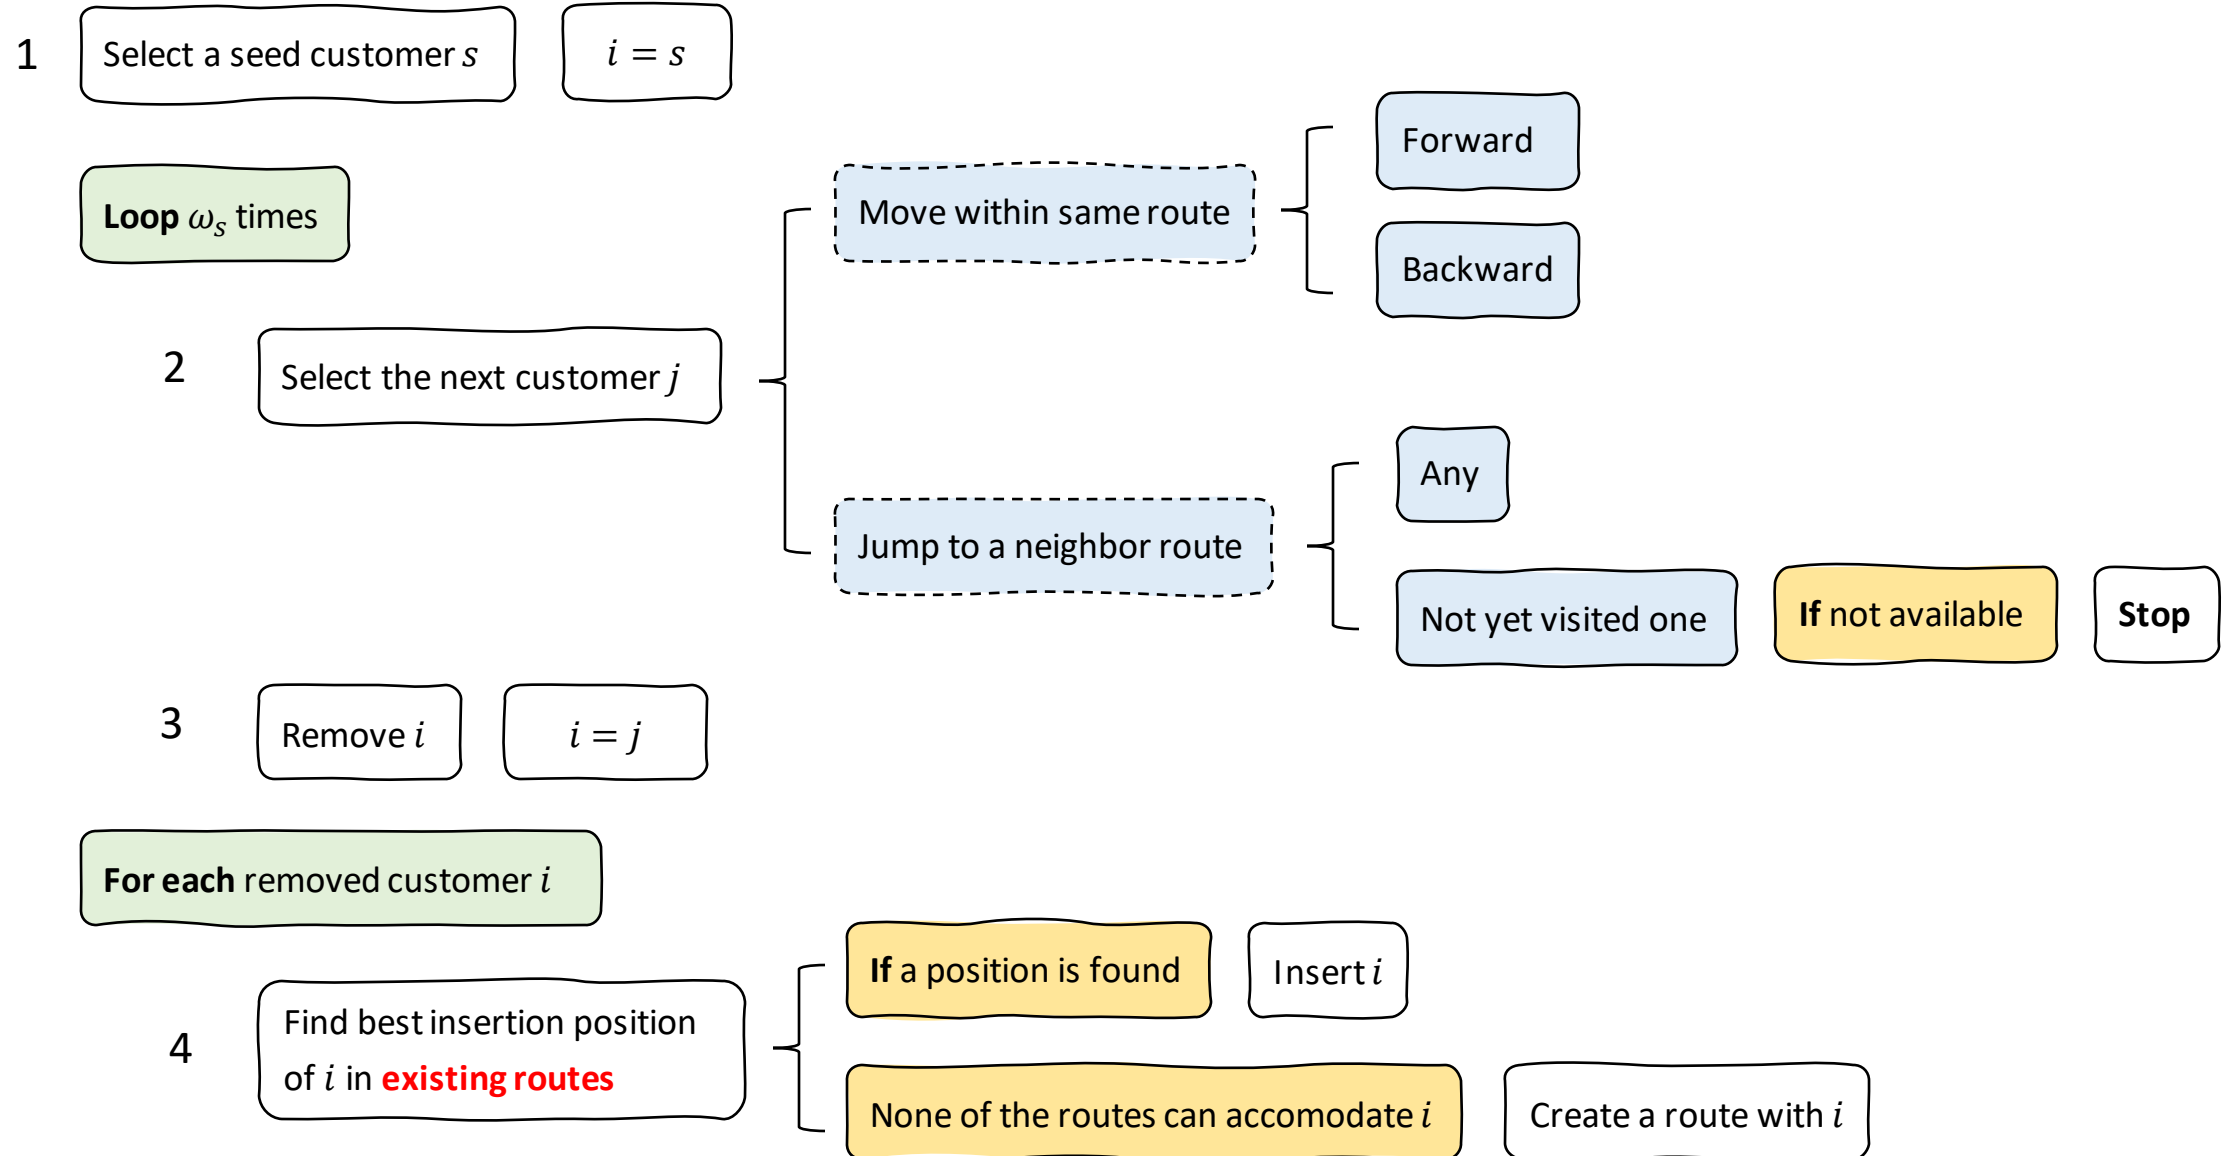 1
Select a seed customer s
i = s
Loop ωₛ times
2
Select the next customer j
Move within same route
Forward
Backward
Jump to a neighbor route
Any
Not yet visited one
If not available
Stop
3
Remove i
i = j
For each removed customer i
4
Find best insertion position
of i in existing routes
If a position is found
Insert i
None of the routes can accomodate i
Create a route with i